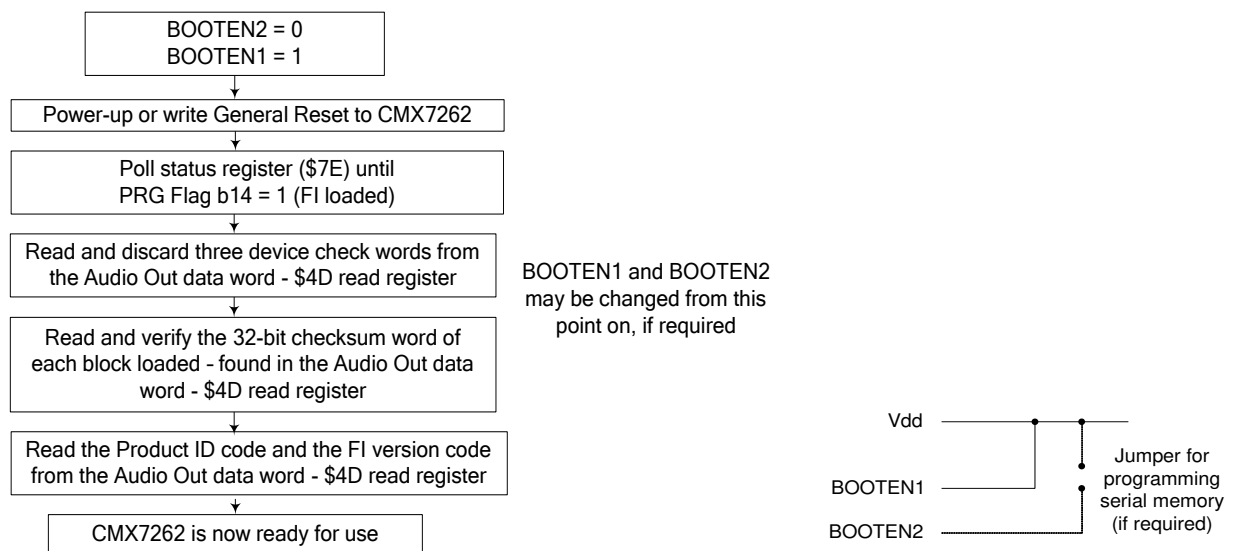 BOOTEN2 = 0
BOOTEN1 = 1
Power-up or write General Reset to CMX7262
Poll status register ($7E) until
PRG Flag b14 = 1 (FI loaded)
Read and discard three device check words from
the Audio Out data word - $4D read register
BOOTEN1 and BOOTEN2
may be changed from this
point on, if required
Read and verify the 32-bit checksum word of
each block loaded - found in the Audio Out data
word - $4D read register
Read the Product ID code and the FI version code
from the Audio Out data word - $4D read register
CMX7262 is now ready for use
Vdd
BOOTEN1
BOOTEN2
Jumper for
programming
serial memory
(if required)